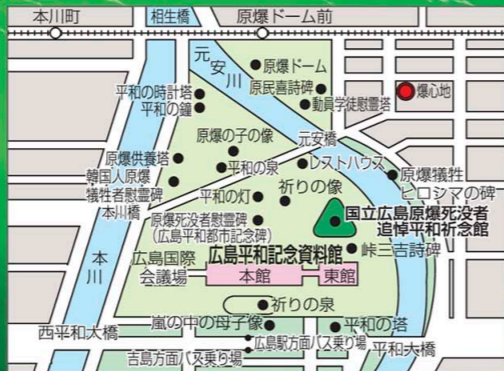 本川町
相生橋
原爆ドーム前
元安川
原爆ドーム
原民喜詩碑
動員学徒慰霊塔
爆心地
平和の時計塔
平和の鐘
原爆の子の像
元安橋
原爆供養塔
韓国人原爆
犠牲者慰霊碑
平和の泉
レストハウス
原爆犠牲
ヒロシマの碑
本川橋
平和の灯
祈りの像
国立広島原爆死没者
追悼平和祈念館
原爆死没者慰霊碑
(広島平和都市記念碑)
峠三吉詩碑
本川
広島国際
会議場
広島平和記念資料館
本館
東館
祈りの泉
嵐の中の母子像
平和の塔
西平和大橋
広島駅方面バス乗り場
吉島方面バス乗り場
平和大橋